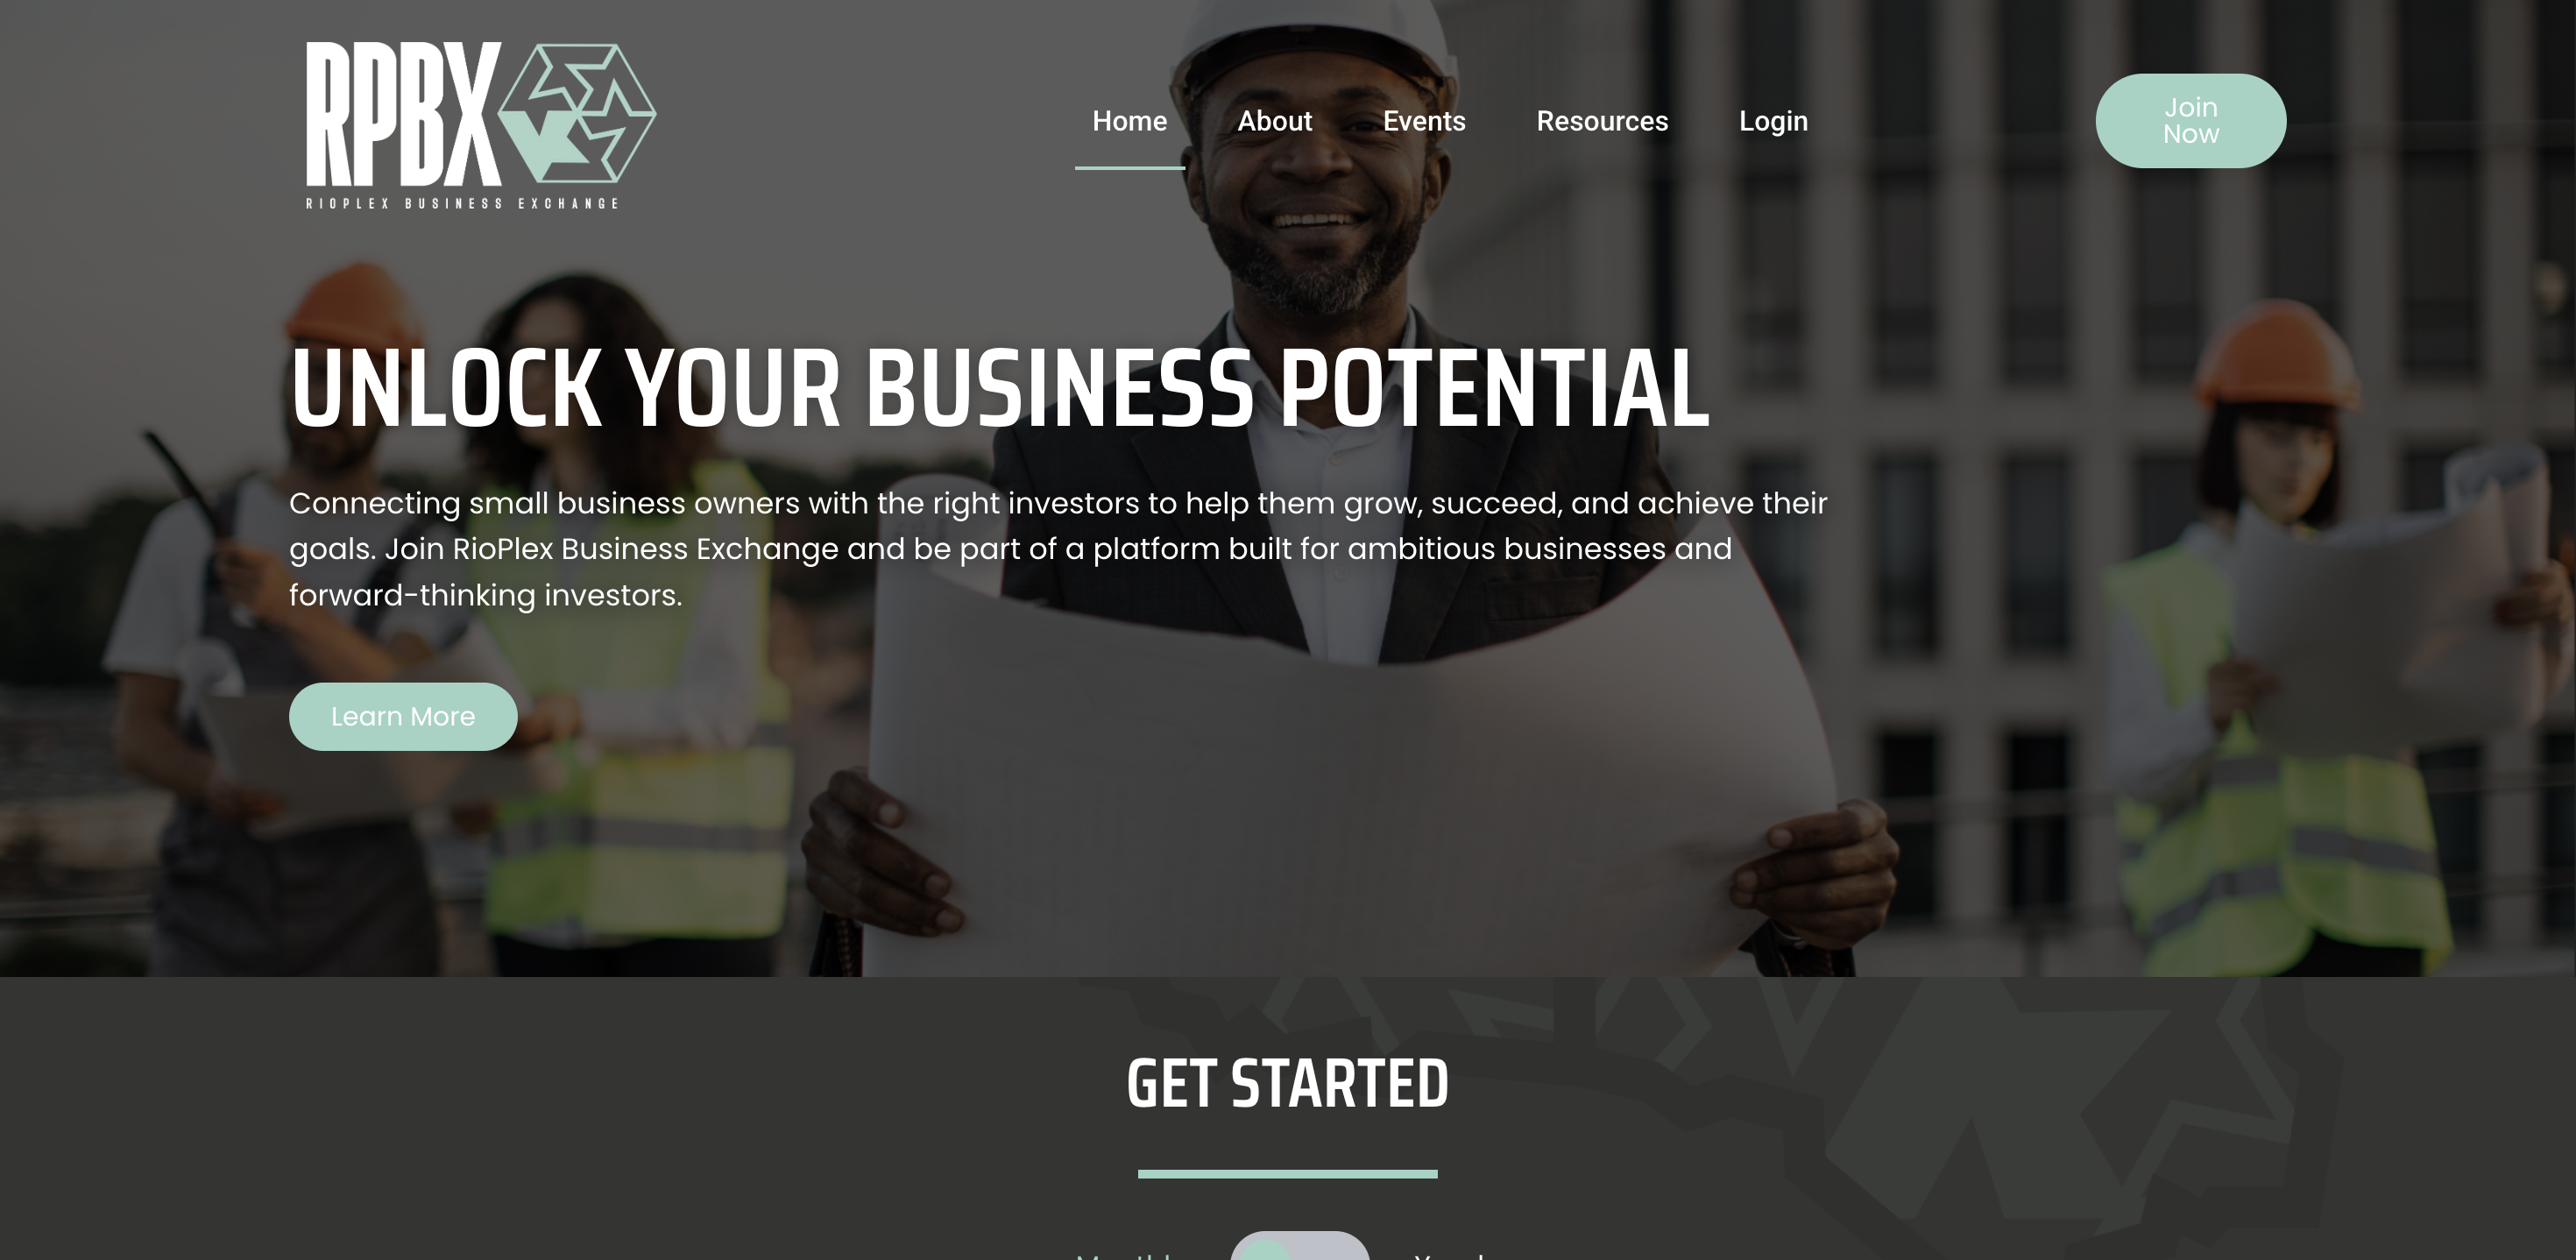 RPBX
RIOPLEX BUSINESS EXCHANGE
Home
About
Events
Resources
Login
Join
Now
UNLOCK YOUR BUSINESS POTENTIAL
Connecting small business owners with the right investors to help them grow, succeed, and achieve their
goals. Join RioPlex Business Exchange and be part of a platform built for ambitious businesses and
forward-thinking investors.
Learn More
GET STARTED